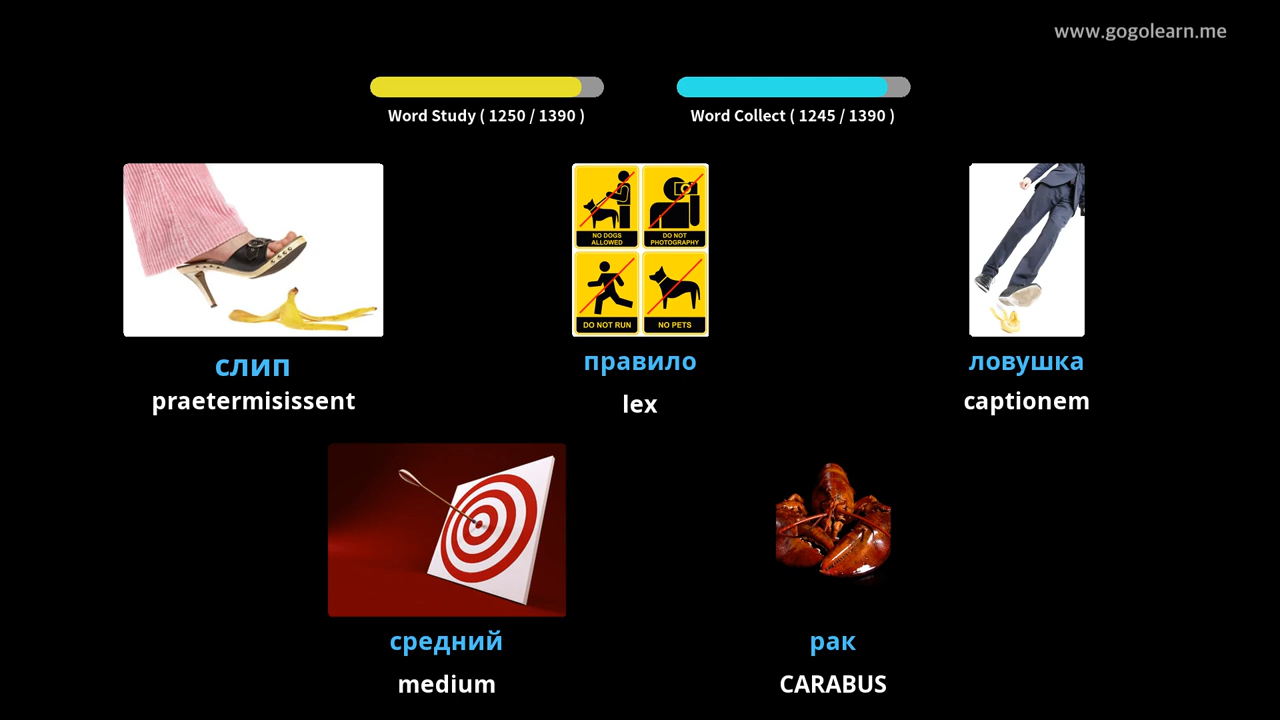 www.gogolearn.me
Word Study ( 1250 / 1390 )
Word Collect ( 1245 / 1390 )
NO DOGS
ALLOWED
DO NOT
PHOTOGRAPHY
DO NOT RUN
NO PETS
слип
praetermisissent
правило
lex
ловушка
captionem
средний
medium
рак
CARABUS